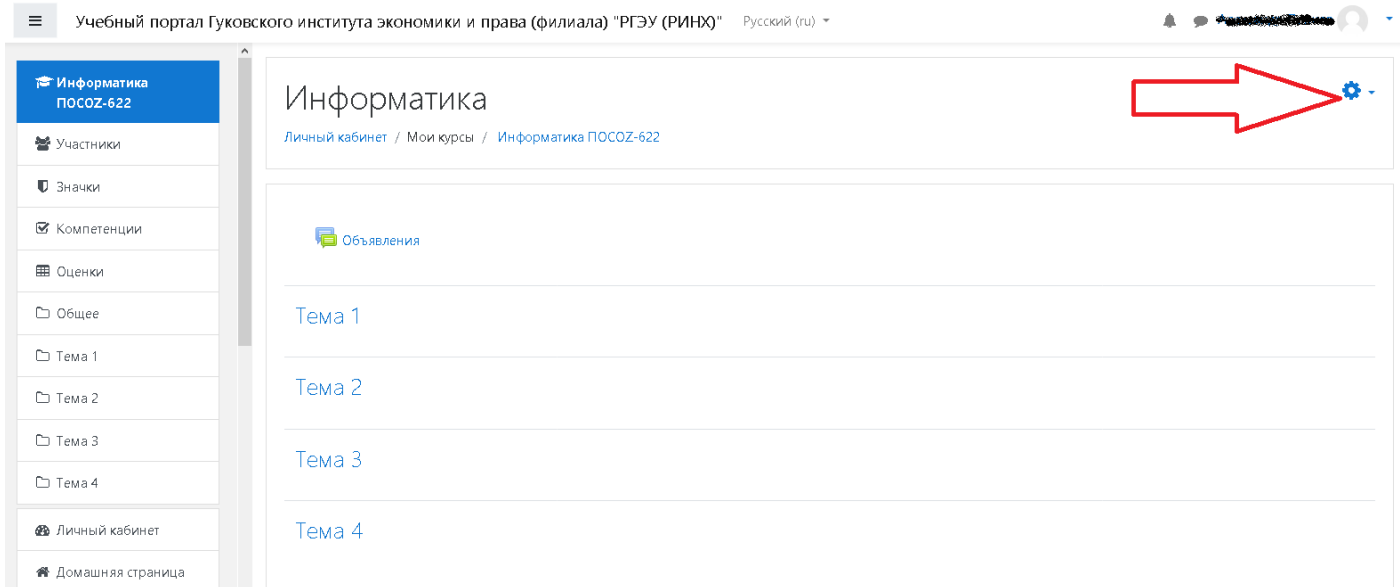 Учебный портал Гуковского института экономики и права (филиала) "РГЭУ (РИНХ)"
Русский (ru)
Информатика
ПОСОZ-622
Участники
Значки
Компетенции
Оценки
Общее
Тема 1
Тема 2
Тема 3
Тема 4
Личный кабинет
Домашняя страница
Информатика
Личный кабинет / Мои курсы / Информатика ПОСОZ-622
Объявления
Тема 1
Тема 2
Тема 3
Тема 4